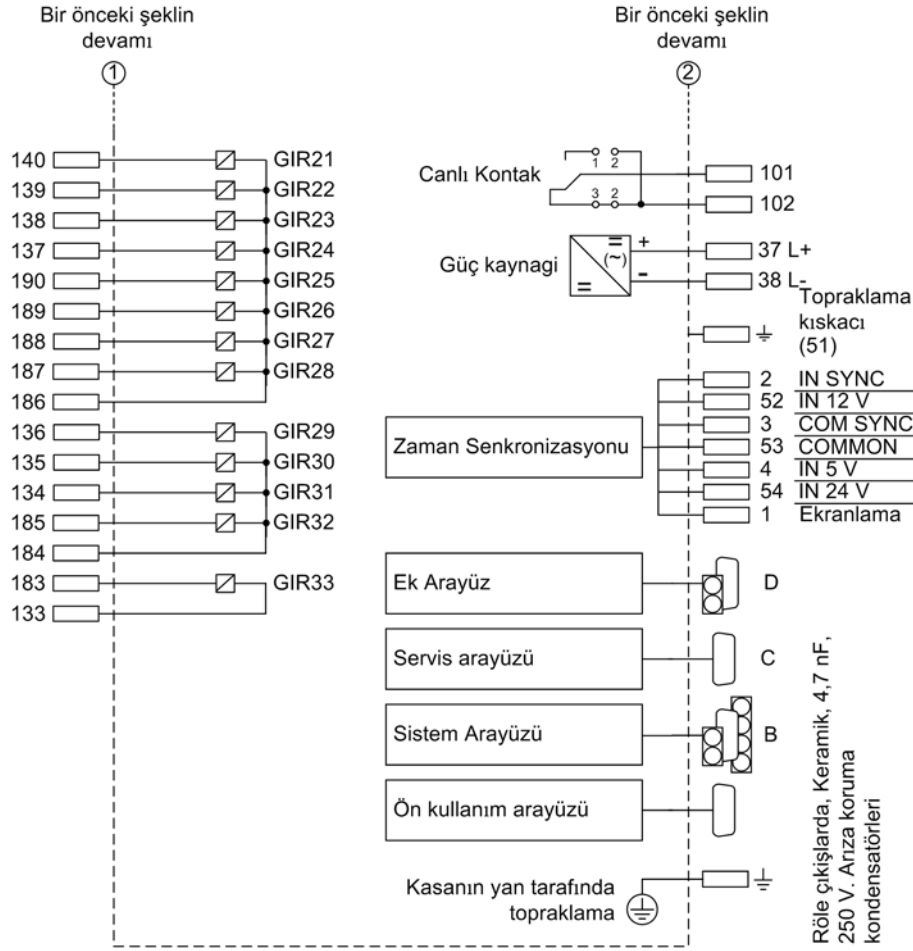 Bir önceki şeklin
devamı
1
140 GIR21
139 GIR22
138 GIR23
137 GIR24
190 GIR25
189 GIR26
188 GIR27
187 GIR28
186
136 GIR29
135 GIR30
134 GIR31
185 GIR32
184
183 GIR33
133
Bir önceki şeklin
devamı
2
Canlı Kontak
1 2
3 2
101
102
Güç kaynagi
= (~) =
+
-
37 L+
38 L-
Topraklama
kıskacı
(51)
Zaman Senkronizasyonu
2 IN SYNC
52 IN 12 V
3 COM SYNC
53 COMMON
4 IN 5 V
54 IN 24 V
1 Ekranlama
Ek Arayüz D
Servis arayüzü C
Sistem Arayüzü B
Ön kullanım arayüzü
Kasanın yan tarafında
topraklama
Röle çıkışlarda, Keramik, 4,7 nF,
250 V. Arıza koruma
kondensatörleri